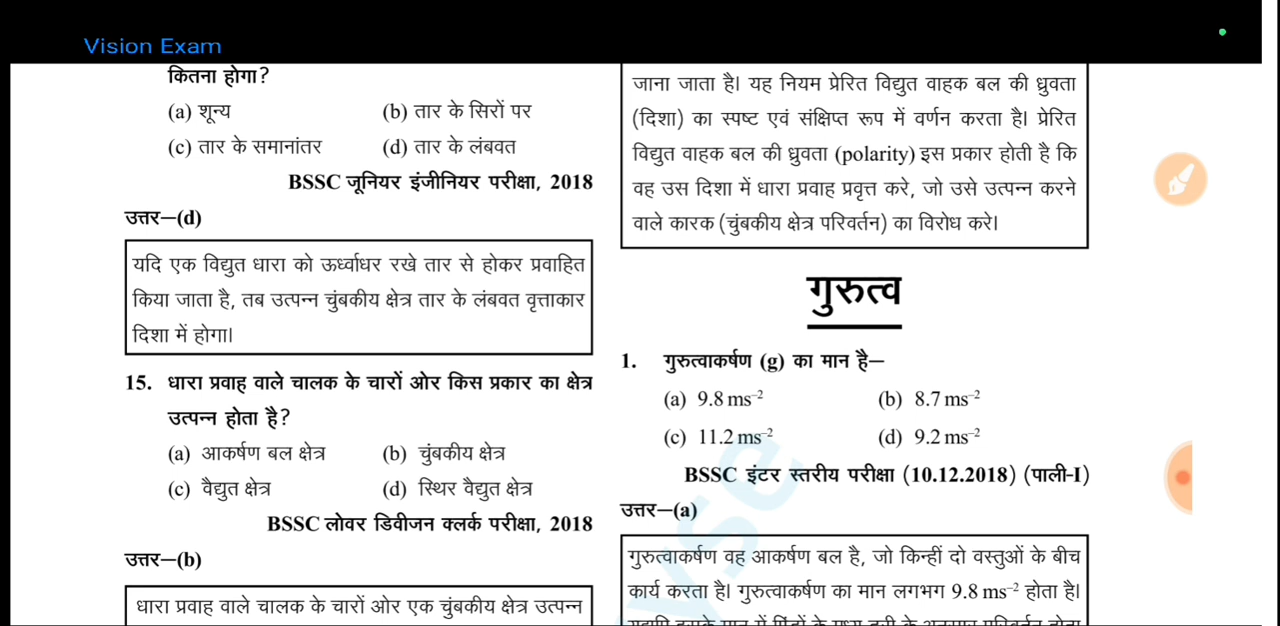 Vision Exam
कितना होगा?
(a) शून्य (b) तार के सिरों पर
(c) तार के समानांतर (d) तार के लंबवत
BSSC जूनियर इंजीनियर परीक्षा, 2018
उत्तर—(d)
यदि एक विद्युत धारा को ऊर्ध्वाधर रखे तार से होकर प्रवाहित
किया जाता है, तब उत्पन्न चुंबकीय क्षेत्र तार के लंबवत वृत्ताकार
दिशा में होगा।
15. धारा प्रवाह वाले चालक के चारों ओर किस प्रकार का क्षेत्र
उत्पन्न होता है?
(a) आकर्षण बल क्षेत्र (b) चुंबकीय क्षेत्र
(c) वैद्युत क्षेत्र (d) स्थिर वैद्युत क्षेत्र
BSSC लोवर डिवीजन क्लर्क परीक्षा, 2018
उत्तर—(b)
धारा प्रवाह वाले चालक के चारों ओर एक चुंबकीय क्षेत्र उत्पन्न
जाना जाता है। यह नियम प्रेरित विद्युत वाहक बल की ध्रुवता
(दिशा) का स्पष्ट एवं संक्षिप्त रूप में वर्णन करता है। प्रेरित
विद्युत वाहक बल की ध्रुवता (polarity) इस प्रकार होती है कि
वह उस दिशा में धारा प्रवाह प्रवृत्त करे, जो उसे उत्पन्न करने
वाले कारक (चुंबकीय क्षेत्र परिवर्तन) का विरोध करे।
गुरुत्व
1. गुरुत्वाकर्षण (g) का मान है—
(a) 9.8 ms⁻² (b) 8.7 ms⁻²
(c) 11.2 ms⁻² (d) 9.2 ms⁻²
BSSC इंटर स्तरीय परीक्षा (10.12.2018) (पाली-I)
उत्तर—(a)
गुरुत्वाकर्षण वह आकर्षण बल है, जो किन्हीं दो वस्तुओं के बीच
कार्य करता है। गुरुत्वाकर्षण का मान लगभग 9.8 ms⁻² होता है।